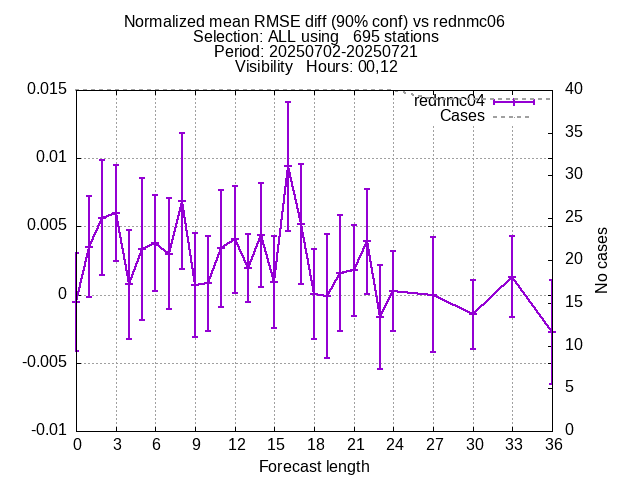 Normalized mean RMSE diff (90% conf) vs rednmc06
Selection: ALL using   695 stations
Period: 20250702-20250721
Visibility   Hours: 00,12
0.015
0.01
0.005
0
-0.005
-0.01
40
35
30
25
20
15
10
5
0
No cases
rednmc04
Cases
0 3 6 9 12 15 18 21 24 27 30 33 36
Forecast length